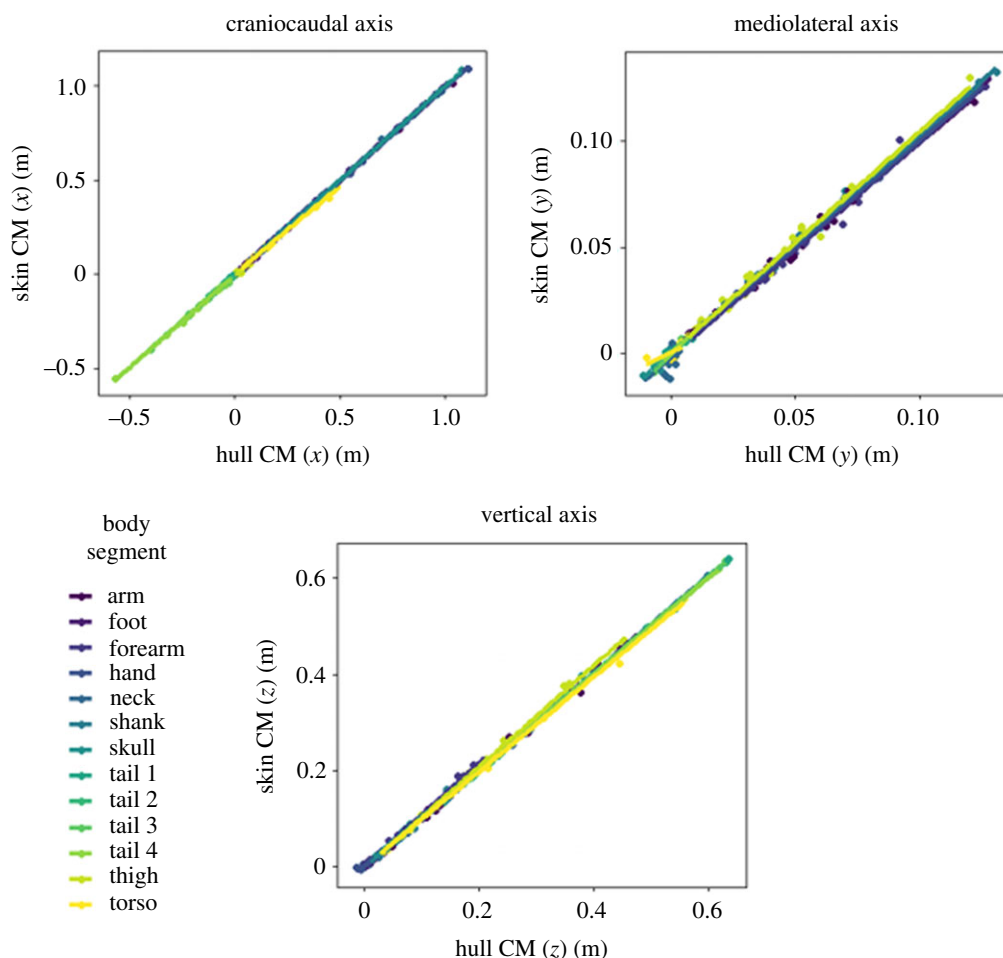 craniocaudal axis
1.0
0.5
0
–0.5
skin CM (x) (m)
–0.5 0 0.5 1.0
hull CM (x) (m)
mediolateral axis
0.10
0.05
0
skin CM (y) (m)
0 0.05 0.10
hull CM (y) (m)
body
segment
arm
foot
forearm
hand
neck
shank
skull
tail 1
tail 2
tail 3
tail 4
thigh
torso
vertical axis
0.6
0.4
0.2
0
skin CM (z) (m)
0 0.2 0.4 0.6
hull CM (z) (m)